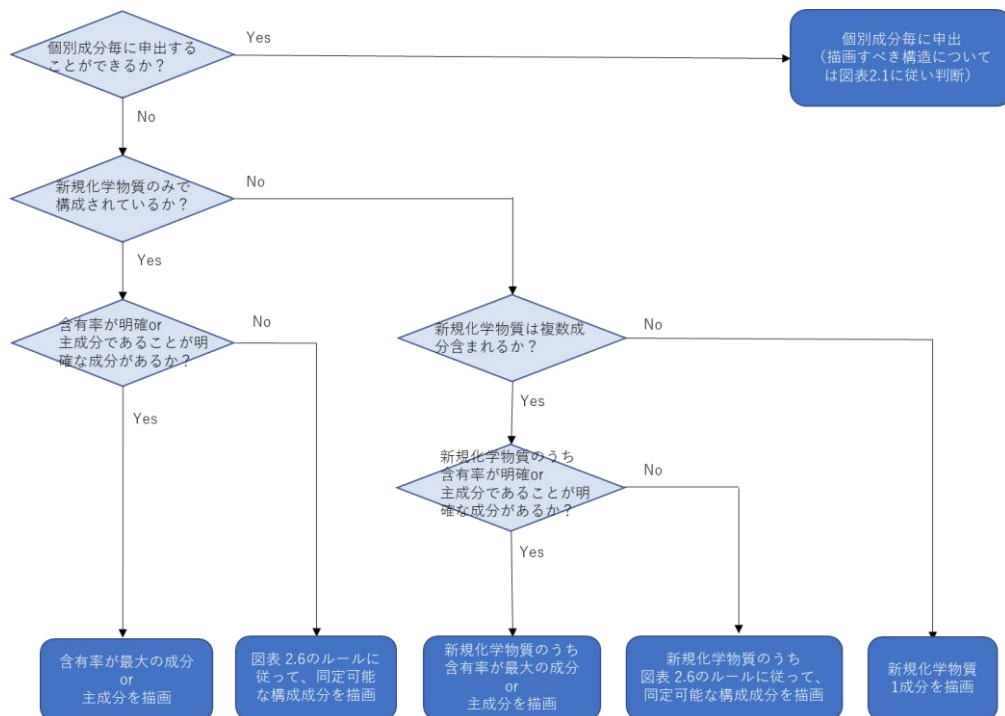 個別成分毎に申出する
ことができるか？
Yes
個別成分毎に申出
（描画すべき構造について
は図表2.1に従い判断）
No
新規化学物質のみで
構成されているか？
No
Yes
含有率が明確or
主成分であることが明
確な成分があるか？
No
新規化学物質は複数成
分含まれるか？
No
Yes
Yes
新規化学物質のうち
含有率が明確or
主成分であることが明
確な成分があるか？
No
Yes
含有率が最大の成分
or
主成分を描画
図表 2.6のルールに
従って、同定可能
な構成成分を描画
新規化学物質のうち
含有率が最大の成分
or
主成分を描画
新規化学物質のうち
図表 2.6のルールに従って、
同定可能な構成成分を描画
新規化学物質
1成分を描画